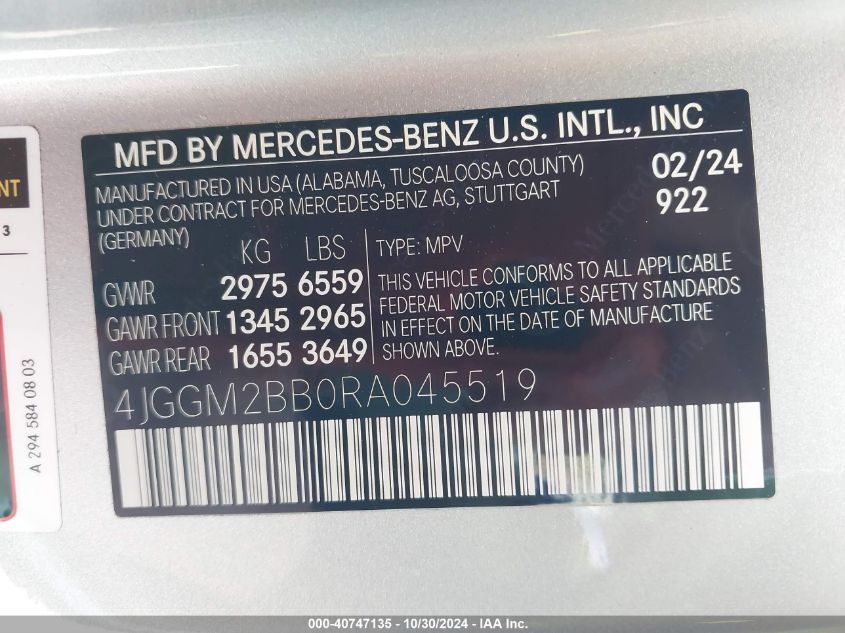 MFD BY MERCEDES-BENZ U.S. INTL., INC
MANUFACTURED IN USA (ALABAMA, TUSCALOOSA COUNTY) 02/24
UNDER CONTRACT FOR MERCEDES-BENZ AG, STUTTGART 922
(GERMANY)
KG LBS TYPE: MPV
GVWR 2975 6559
GAWR FRONT 1345 2965
GAWR REAR 1655 3649
THIS VEHICLE CONFORMS TO ALL APPLICABLE
FEDERAL MOTOR VEHICLE SAFETY STANDARDS
IN EFFECT ON THE DATE OF MANUFACTURE
SHOWN ABOVE.
4JGGM2BB0RA045519
3
A 294 584 08 03
000-40747135 - 10/30/2024 - IAA Inc.